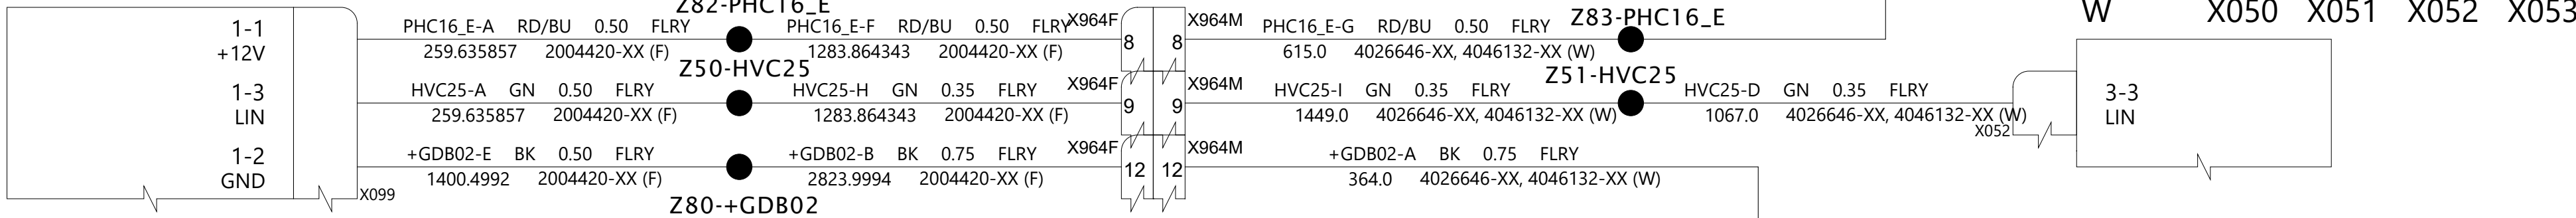 Z82-PHC16_E
W X050 X051 X052 X053
1-1
+12V
PHC16_E-A RD/BU 0.50 FLRY
259.635857 2004420-XX (F)
PHC16_E-F RD/BU 0.50 FLRY
1283.864343 2004420-XX (F)
X964F
8
8
X964M
PHC16_E-G RD/BU 0.50 FLRY
615.0 4026646-XX, 4046132-XX (W)
Z83-PHC16_E
Z50-HVC25
1-3
LIN
HVC25-A GN 0.50 FLRY
259.635857 2004420-XX (F)
HVC25-H GN 0.35 FLRY
1283.864343 2004420-XX (F)
X964F
9
9
X964M
HVC25-I GN 0.35 FLRY
1449.0 4026646-XX, 4046132-XX (W)
Z51-HVC25
HVC25-D GN 0.35 FLRY
1067.0 4026646-XX, 4046132-XX (W)
X052
3-3
LIN
1-2
GND
X099
+GDB02-E BK 0.50 FLRY
1400.4992 2004420-XX (F)
+GDB02-B BK 0.75 FLRY
2823.9994 2004420-XX (F)
X964F
12
12
X964M
+GDB02-A BK 0.75 FLRY
364.0 4026646-XX, 4046132-XX (W)
Z80-+GDB02